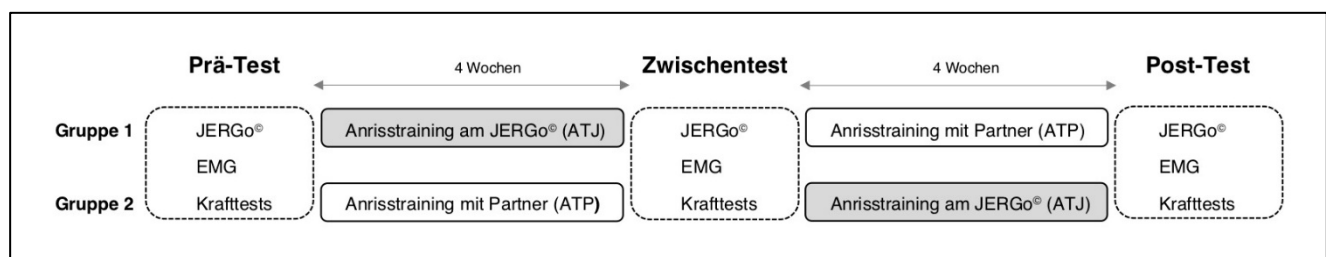 Prä-Test 4 Wochen Zwischentest 4 Wochen Post-Test
Gruppe 1 JERGo© Anrisstraining am JERGo© (ATJ) JERGo© Anrisstraining mit Partner (ATP) JERGo©
EMG EMG EMG
Gruppe 2 Krafttests Anrisstraining mit Partner (ATP) Krafttests Anrisstraining am JERGo© (ATJ) Krafttests